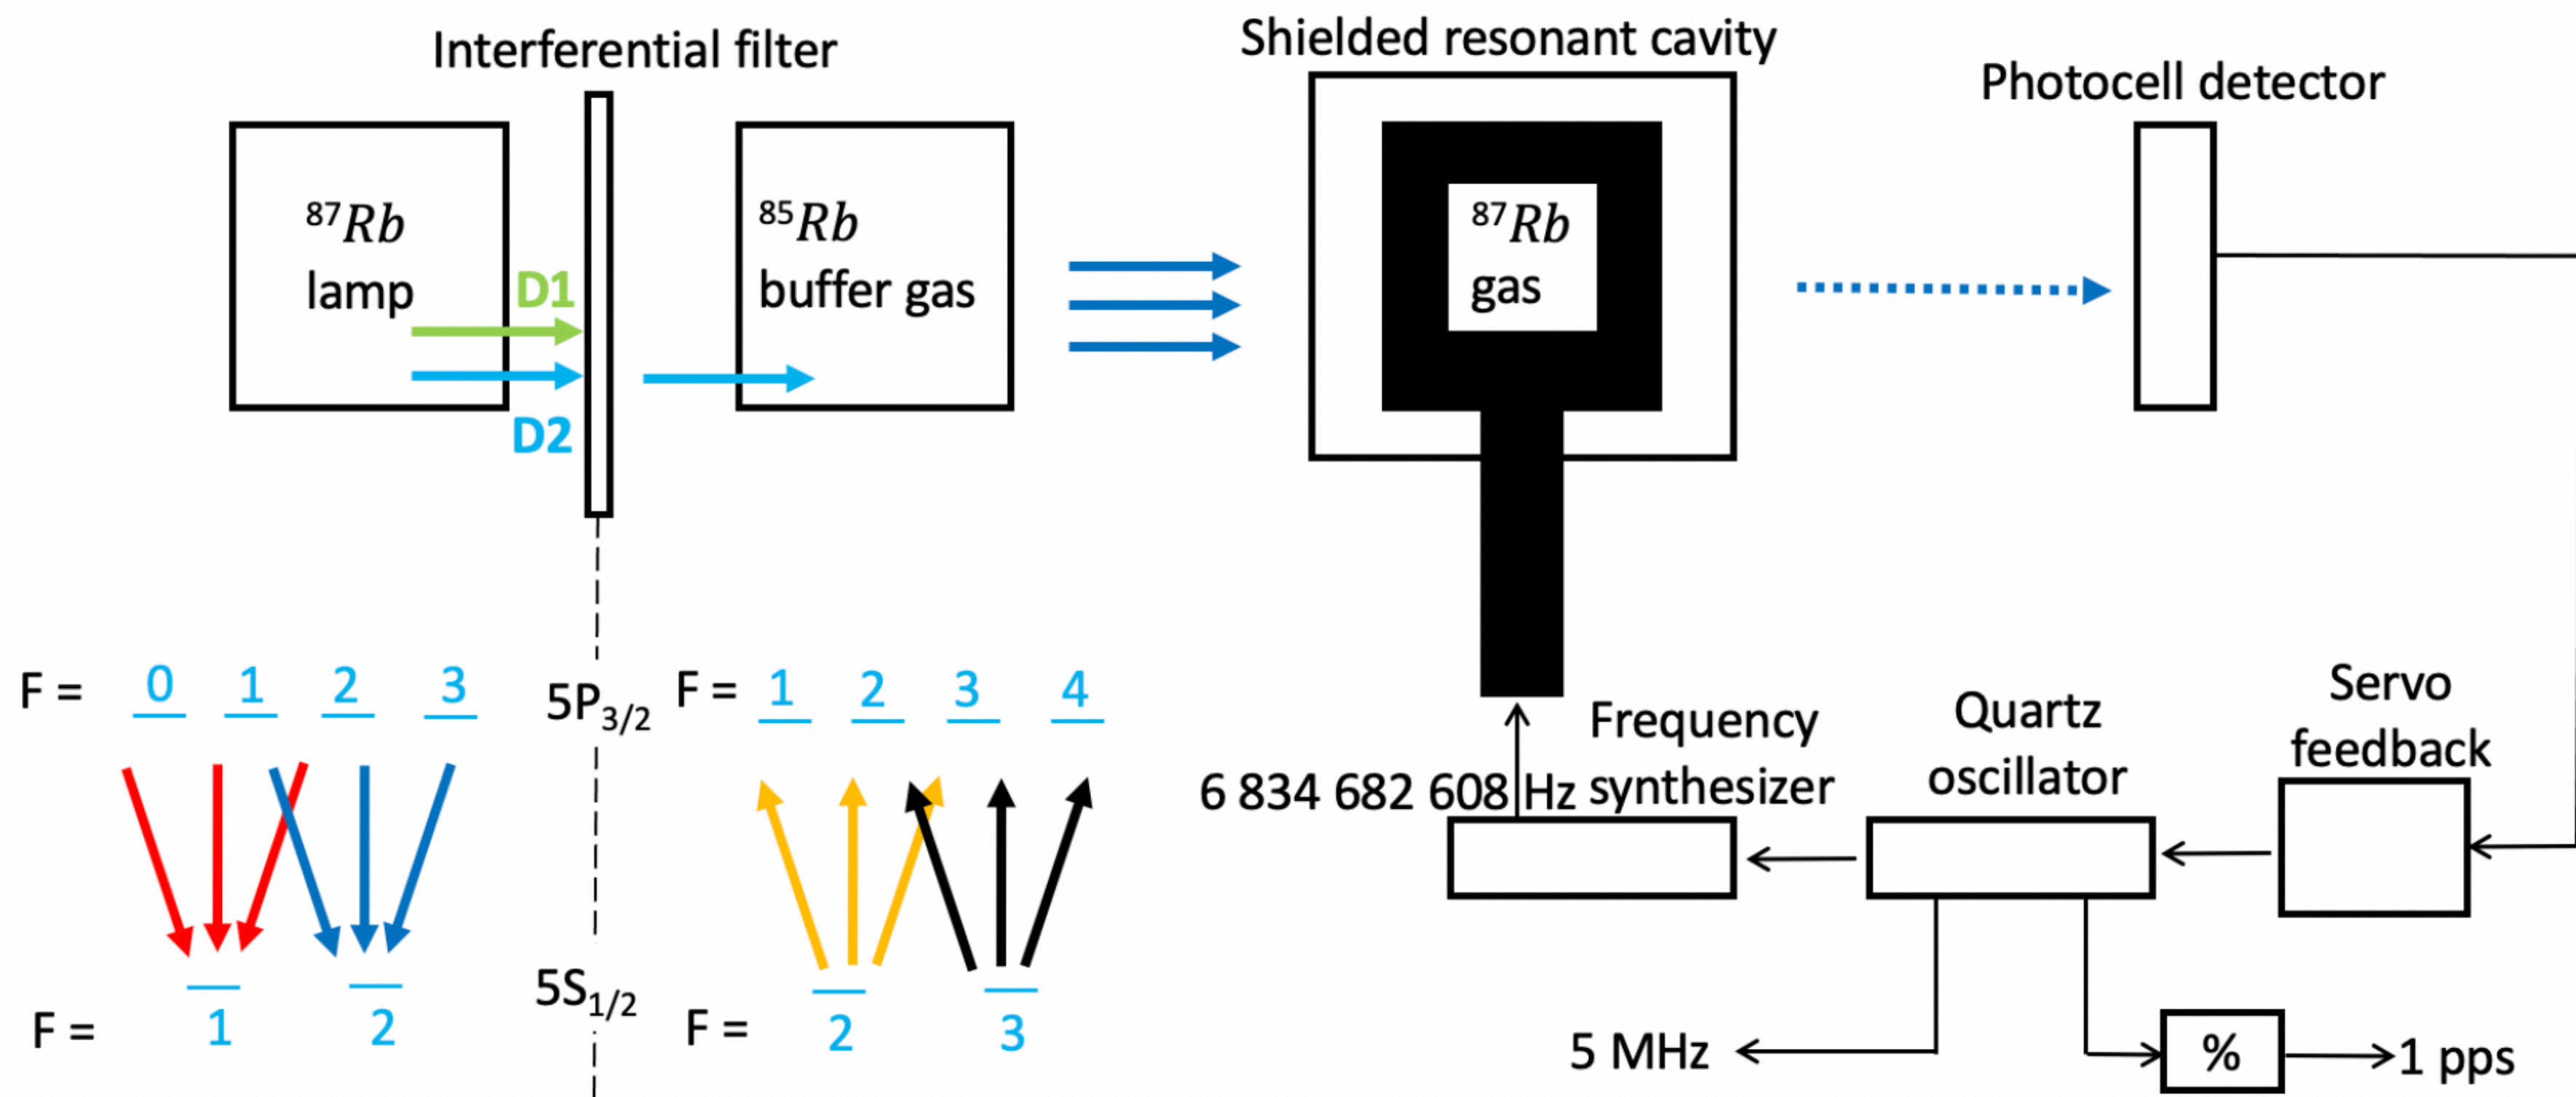 Interferential filter
Shielded resonant cavity
Photocell detector
⁸⁷Rb
lamp
D1
D2
⁸⁵Rb
buffer gas
⁸⁷Rb
gas
F = 0 1 2 3
5P₃/₂
F = 1 2 3 4
F = 1 2
5S₁/₂
F = 2 3
6 834 682 608 Hz
Frequency
synthesizer
Quartz
oscillator
Servo
feedback
5 MHz
%
1 pps